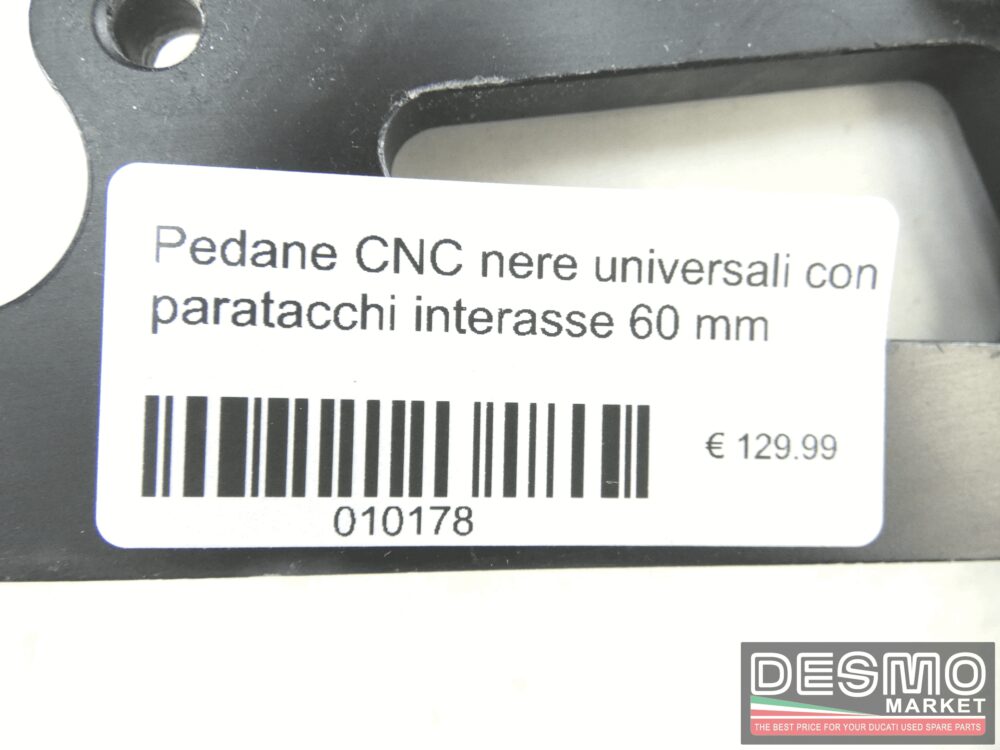 Pedane CNC nere universali con
paratacchi interasse 60 mm
€ 129.99
010178
DESMO
MARKET
THE BEST PRICE FOR YOUR DUCATI USED SPARE PARTS